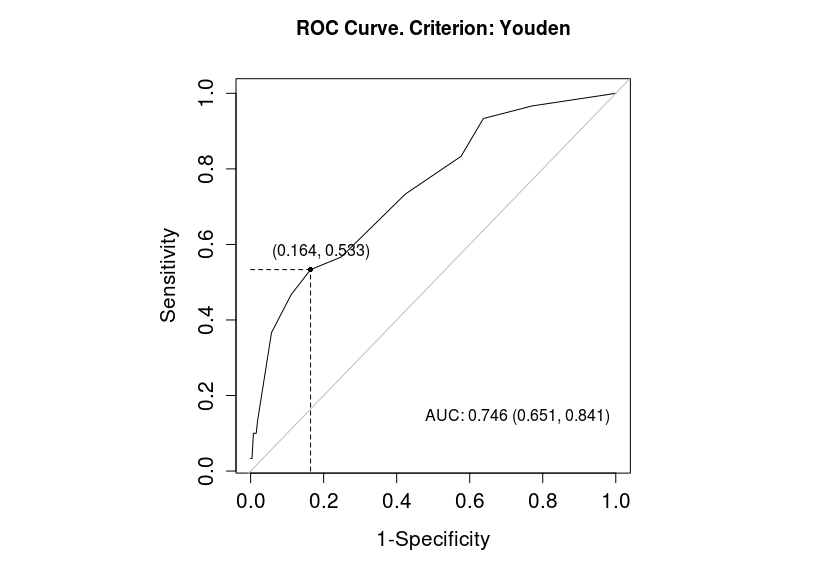 ROC Curve. Criterion: Youden
Sensitivity
1.0
0.8
0.6
0.4
0.2
0.0
(0.164, 0.533)
AUC: 0.746 (0.651, 0.841)
0.0 0.2 0.4 0.6 0.8 1.0
1-Specificity